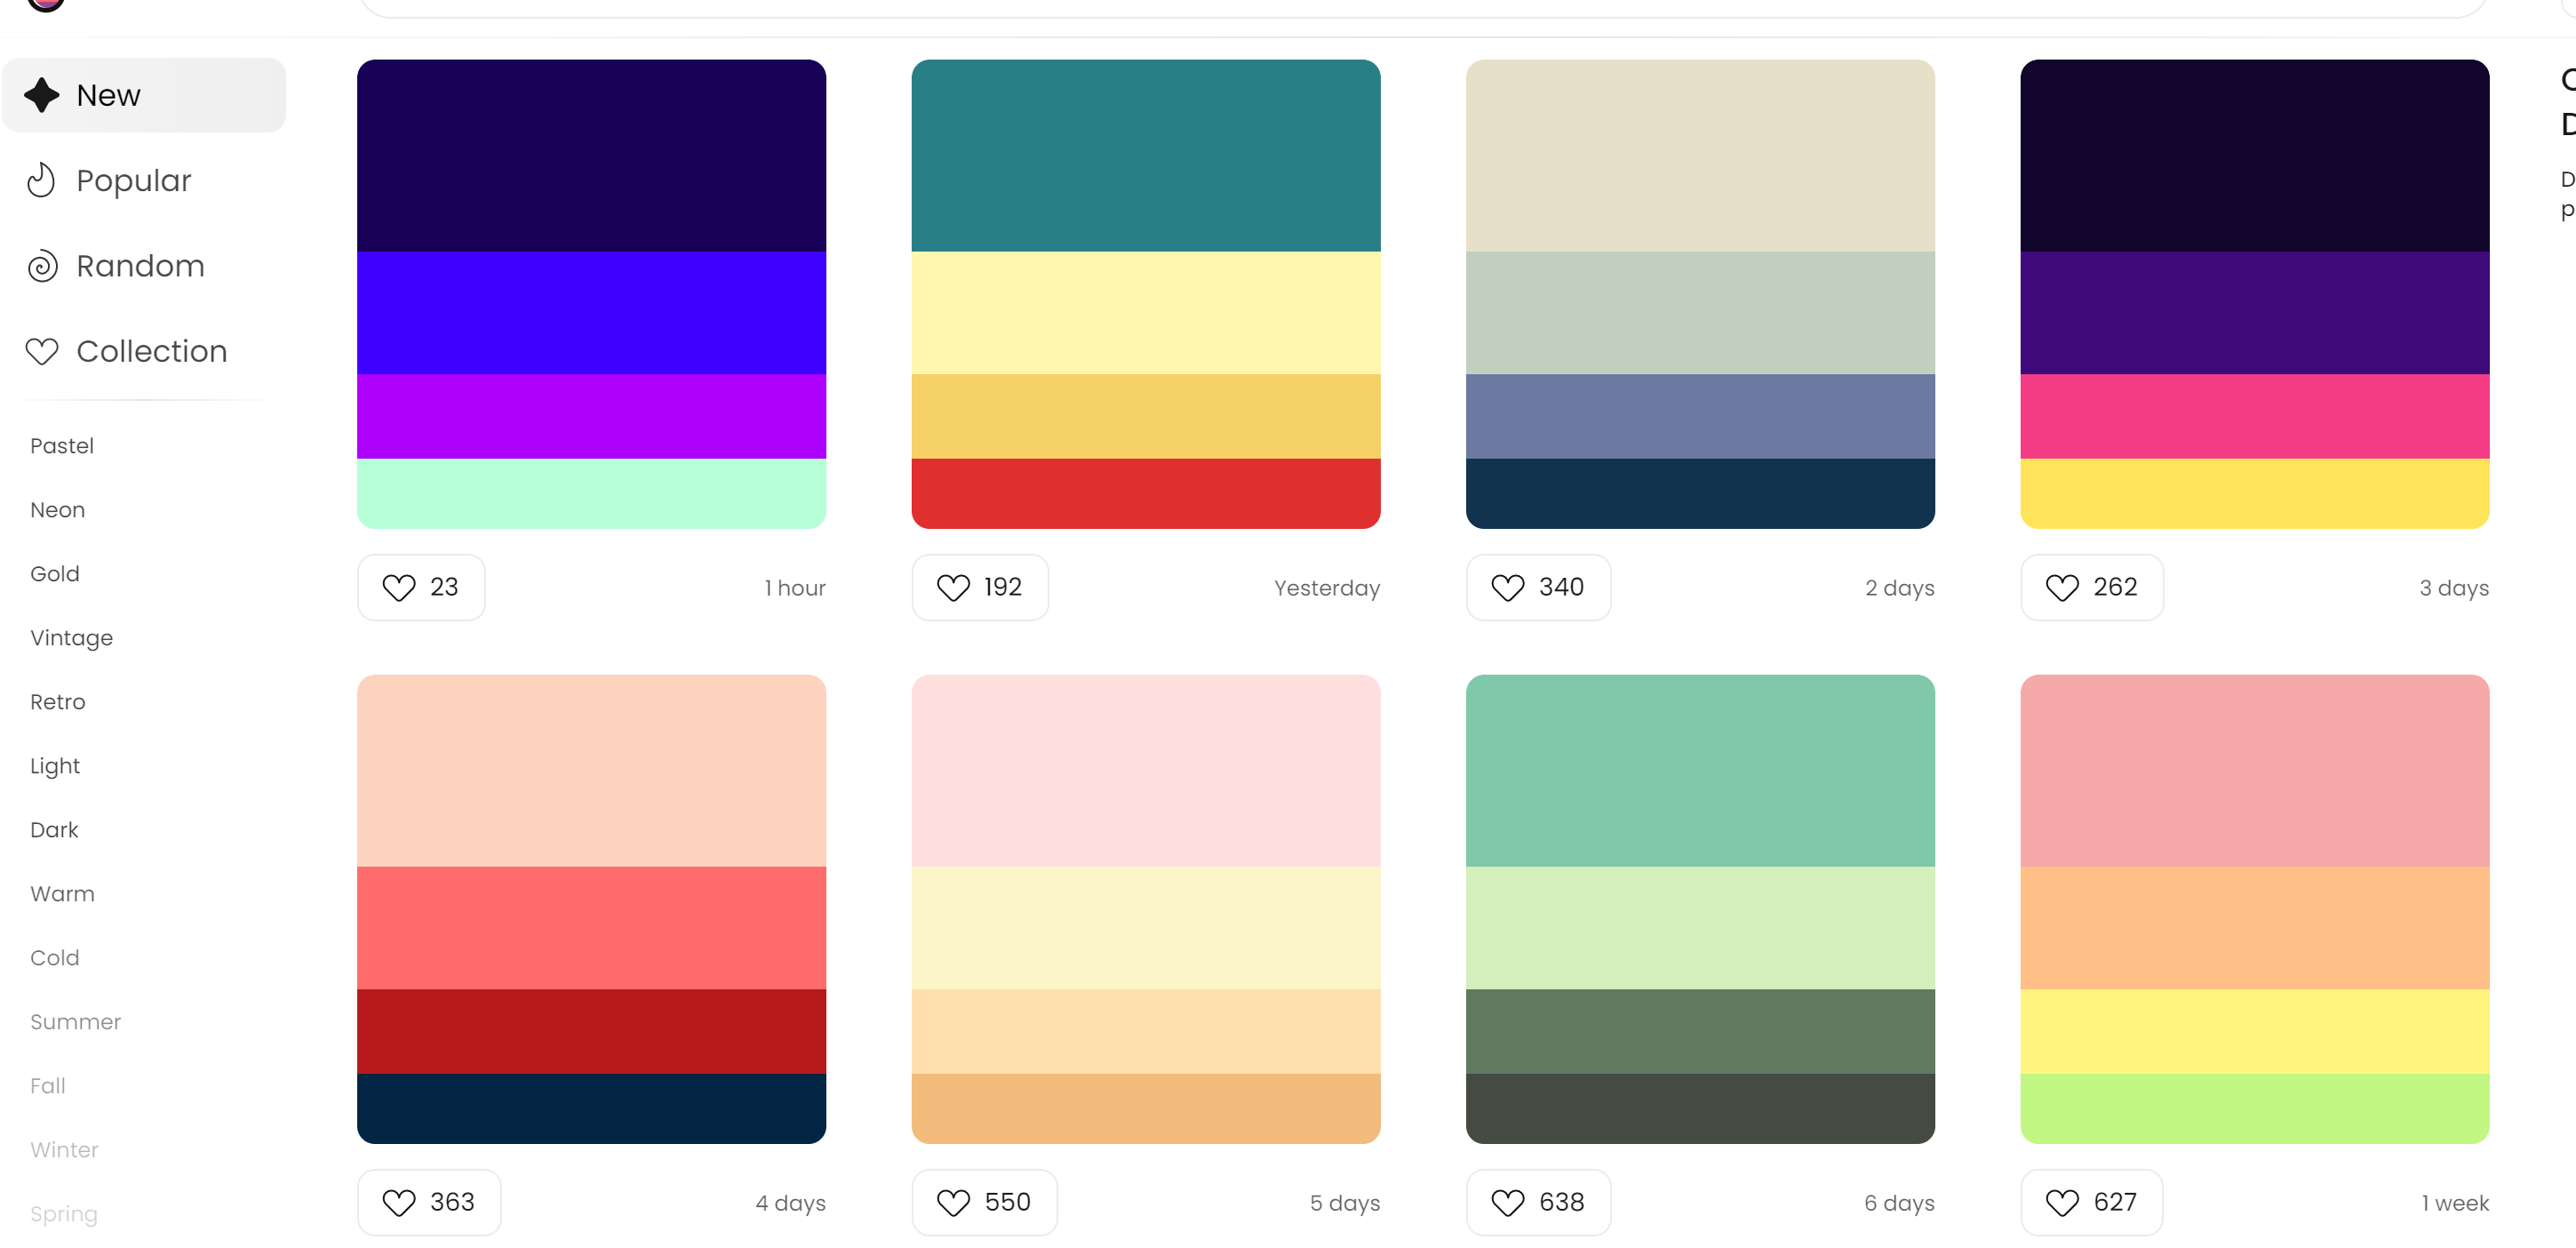 New
Popular
Random
Collection
Pastel
Neon
Gold
Vintage
Retro
Light
Dark
Warm
Cold
Summer
Fall
Winter
Spring
23
1 hour
192
Yesterday
340
2 days
262
3 days
363
4 days
550
5 days
638
6 days
627
1 week